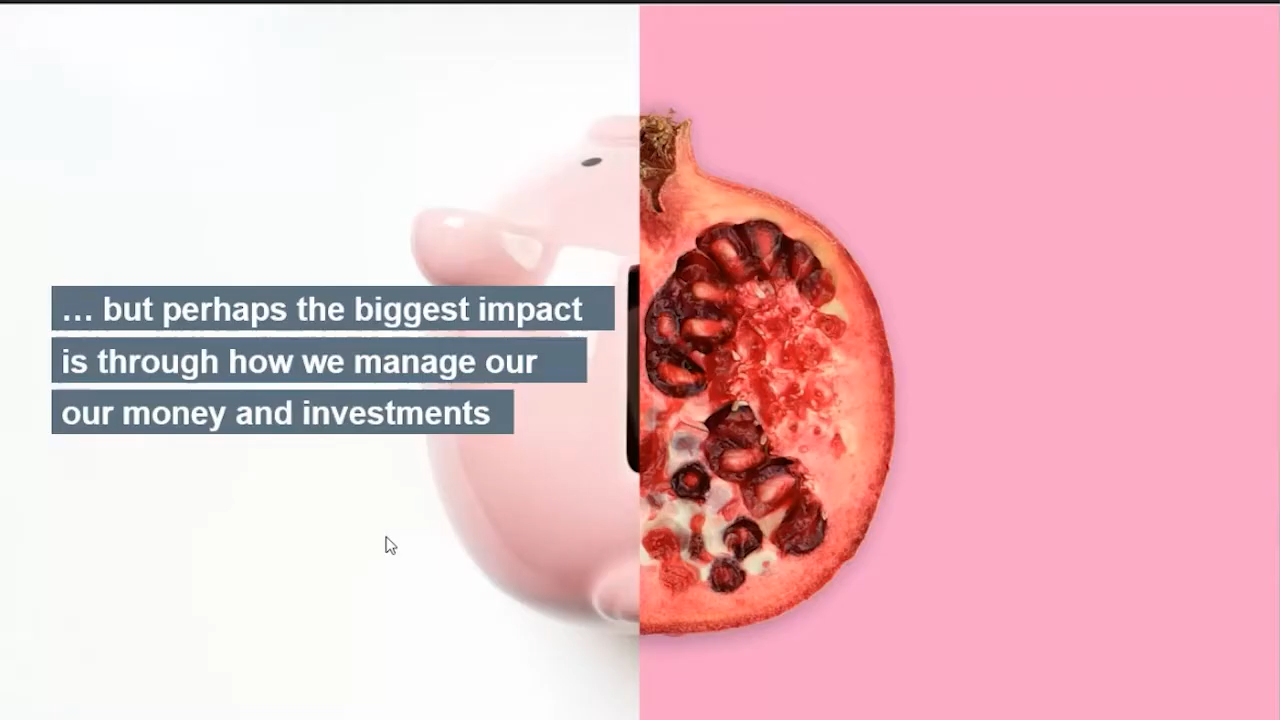 ... but perhaps the biggest impact
is through how we manage our
our money and investments